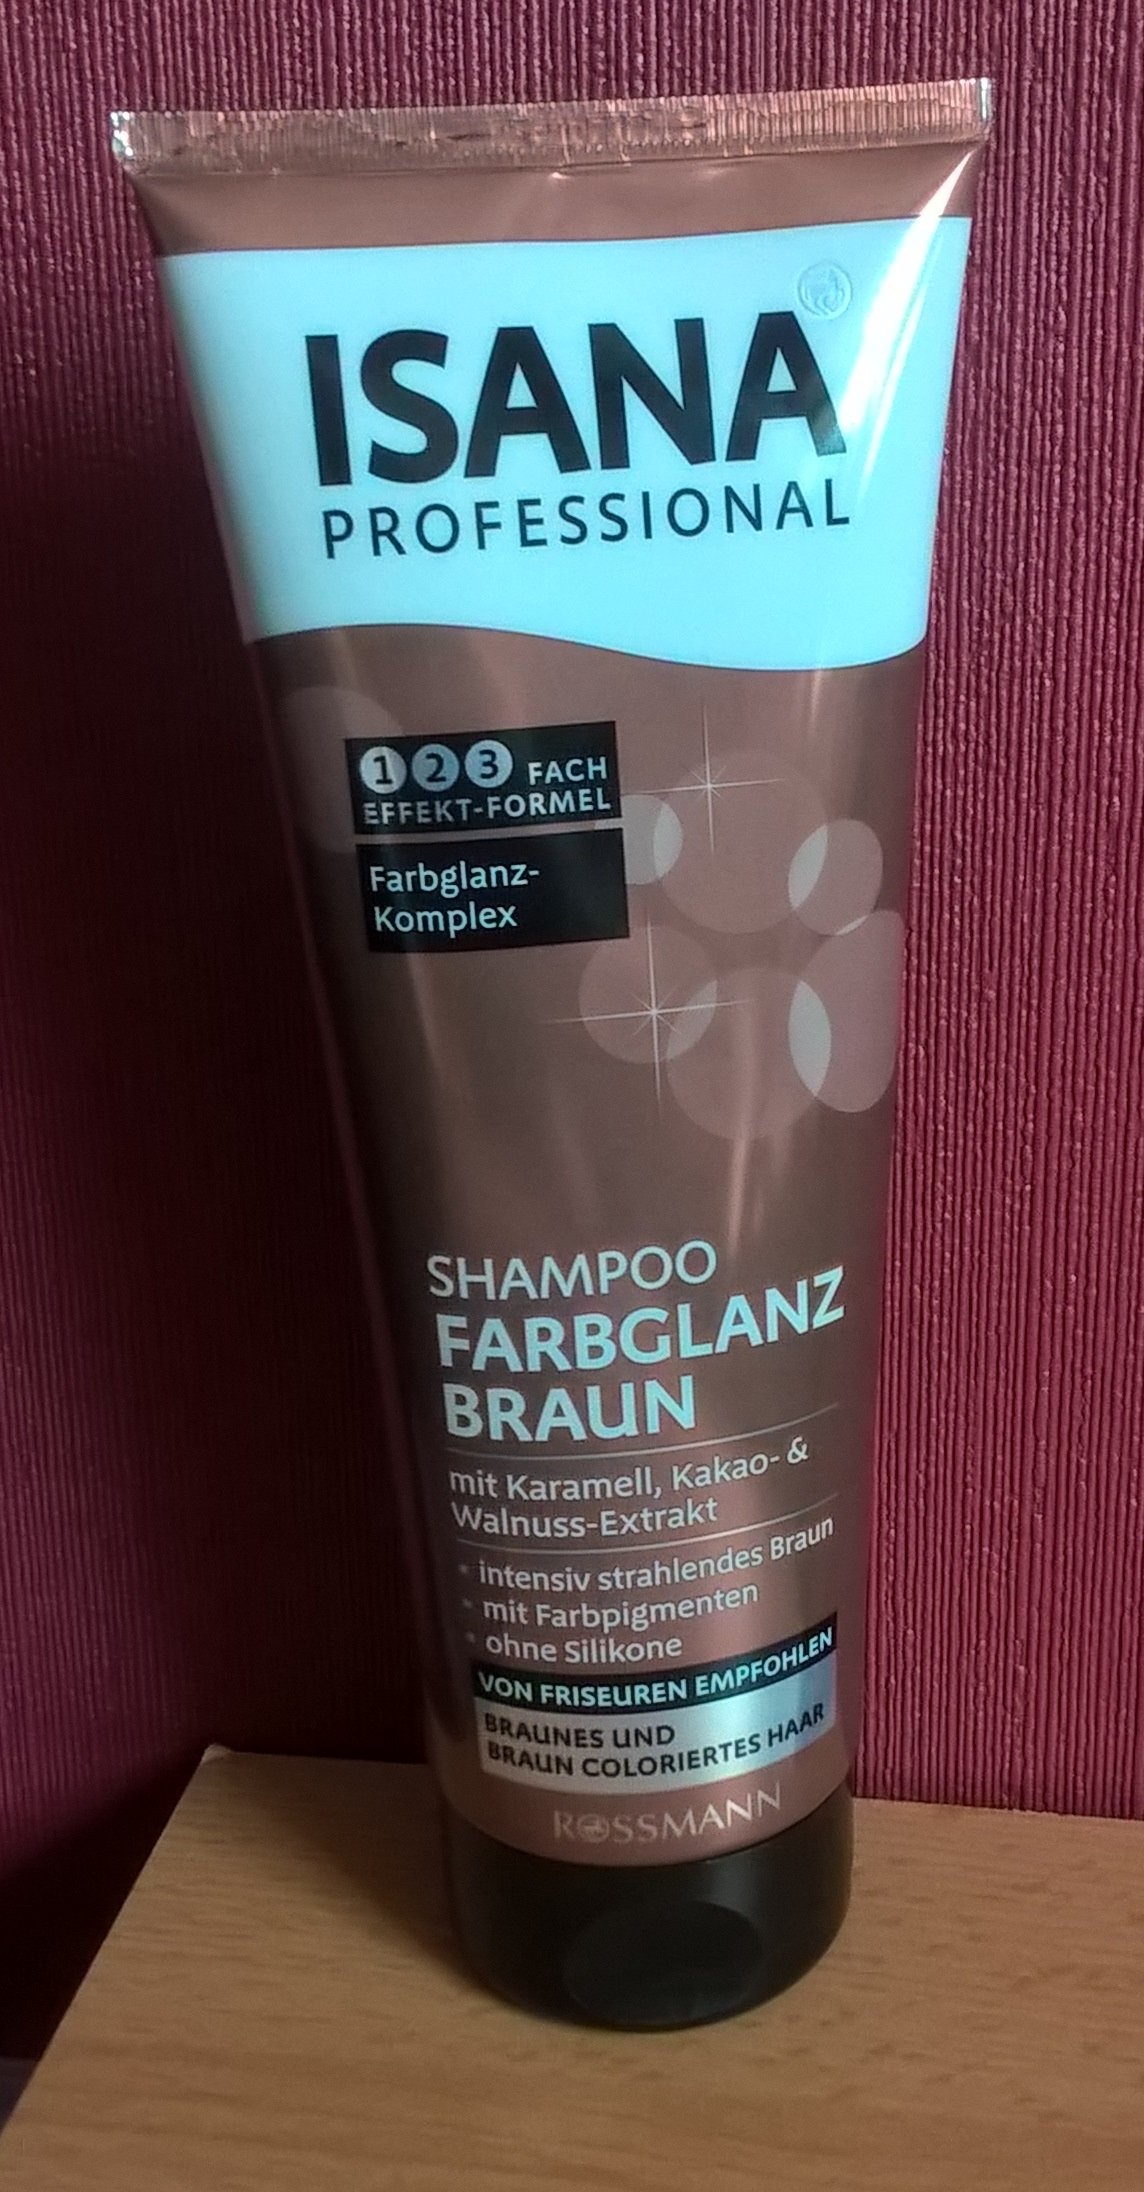 ISANA
PROFESSIONAL
1 2 3 FACH
EFFEKT-FORMEL
Farbglanz-
Komplex
SHAMPOO
FARBGLANZ
BRAUN
mit Karamell, Kakao- &
Walnuss-Extrakt
• intensiv strahlendes Braun
• mit Farbpigmenten
• ohne Silikone
VON FRISEUREN EMPFOHLEN
BRAUNES UND
BRAUN COLORIERTES HAAR
ROSSMANN